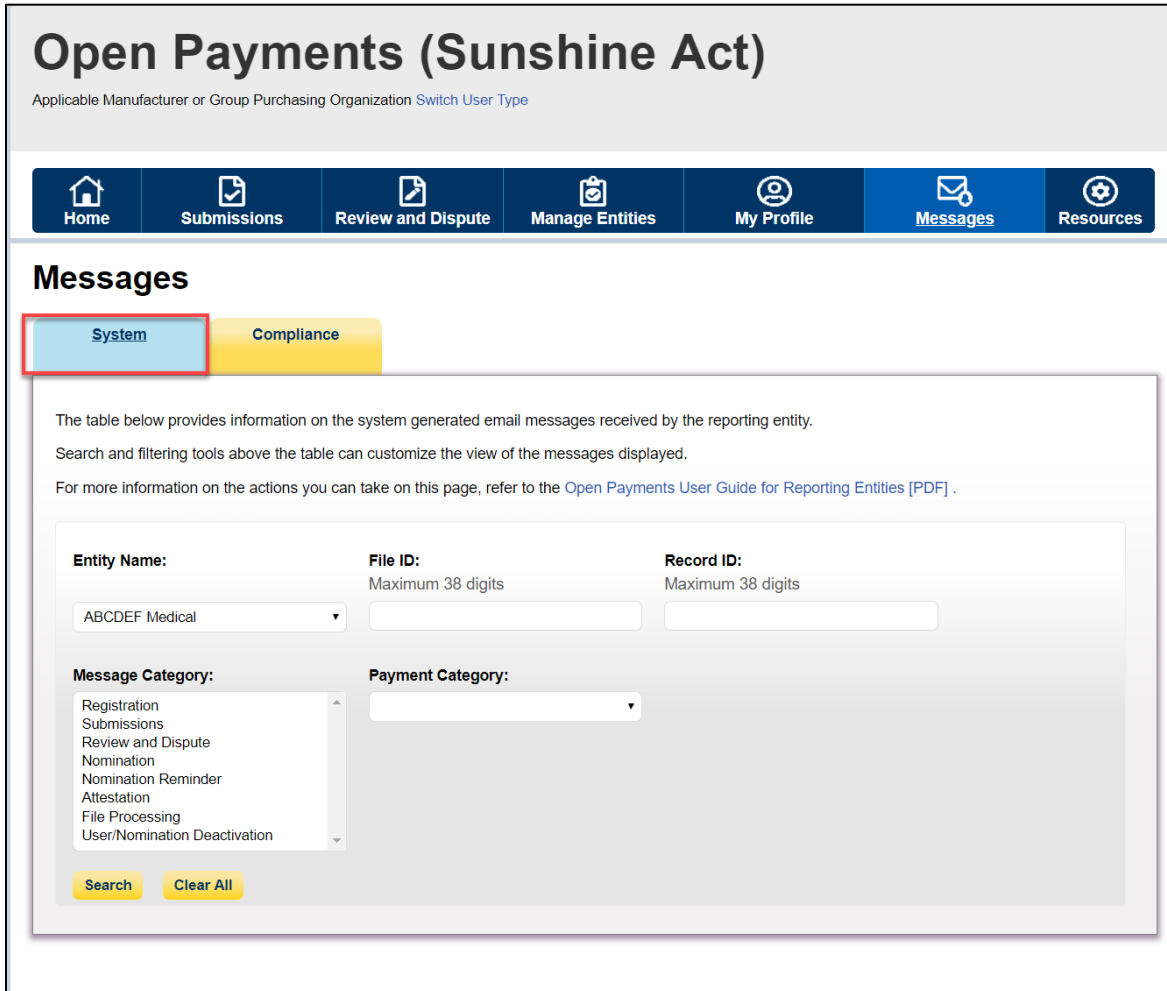 Open Payments (Sunshine Act)
Applicable Manufacturer or Group Purchasing Organization Switch User Type
Home Submissions Review and Dispute Manage Entities My Profile Messages Resources
Messages
System Compliance
The table below provides information on the system generated email messages received by the reporting entity.
Search and filtering tools above the table can customize the view of the messages displayed.
For more information on the actions you can take on this page, refer to the Open Payments User Guide for Reporting Entities [PDF] .
Entity Name: File ID: Record ID:
Maximum 38 digits Maximum 38 digits
ABCDEF Medical
Message Category: Payment Category:
Registration
Submissions
Review and Dispute
Nomination
Nomination Reminder
Attestation
File Processing
User/Nomination Deactivation
Search Clear All